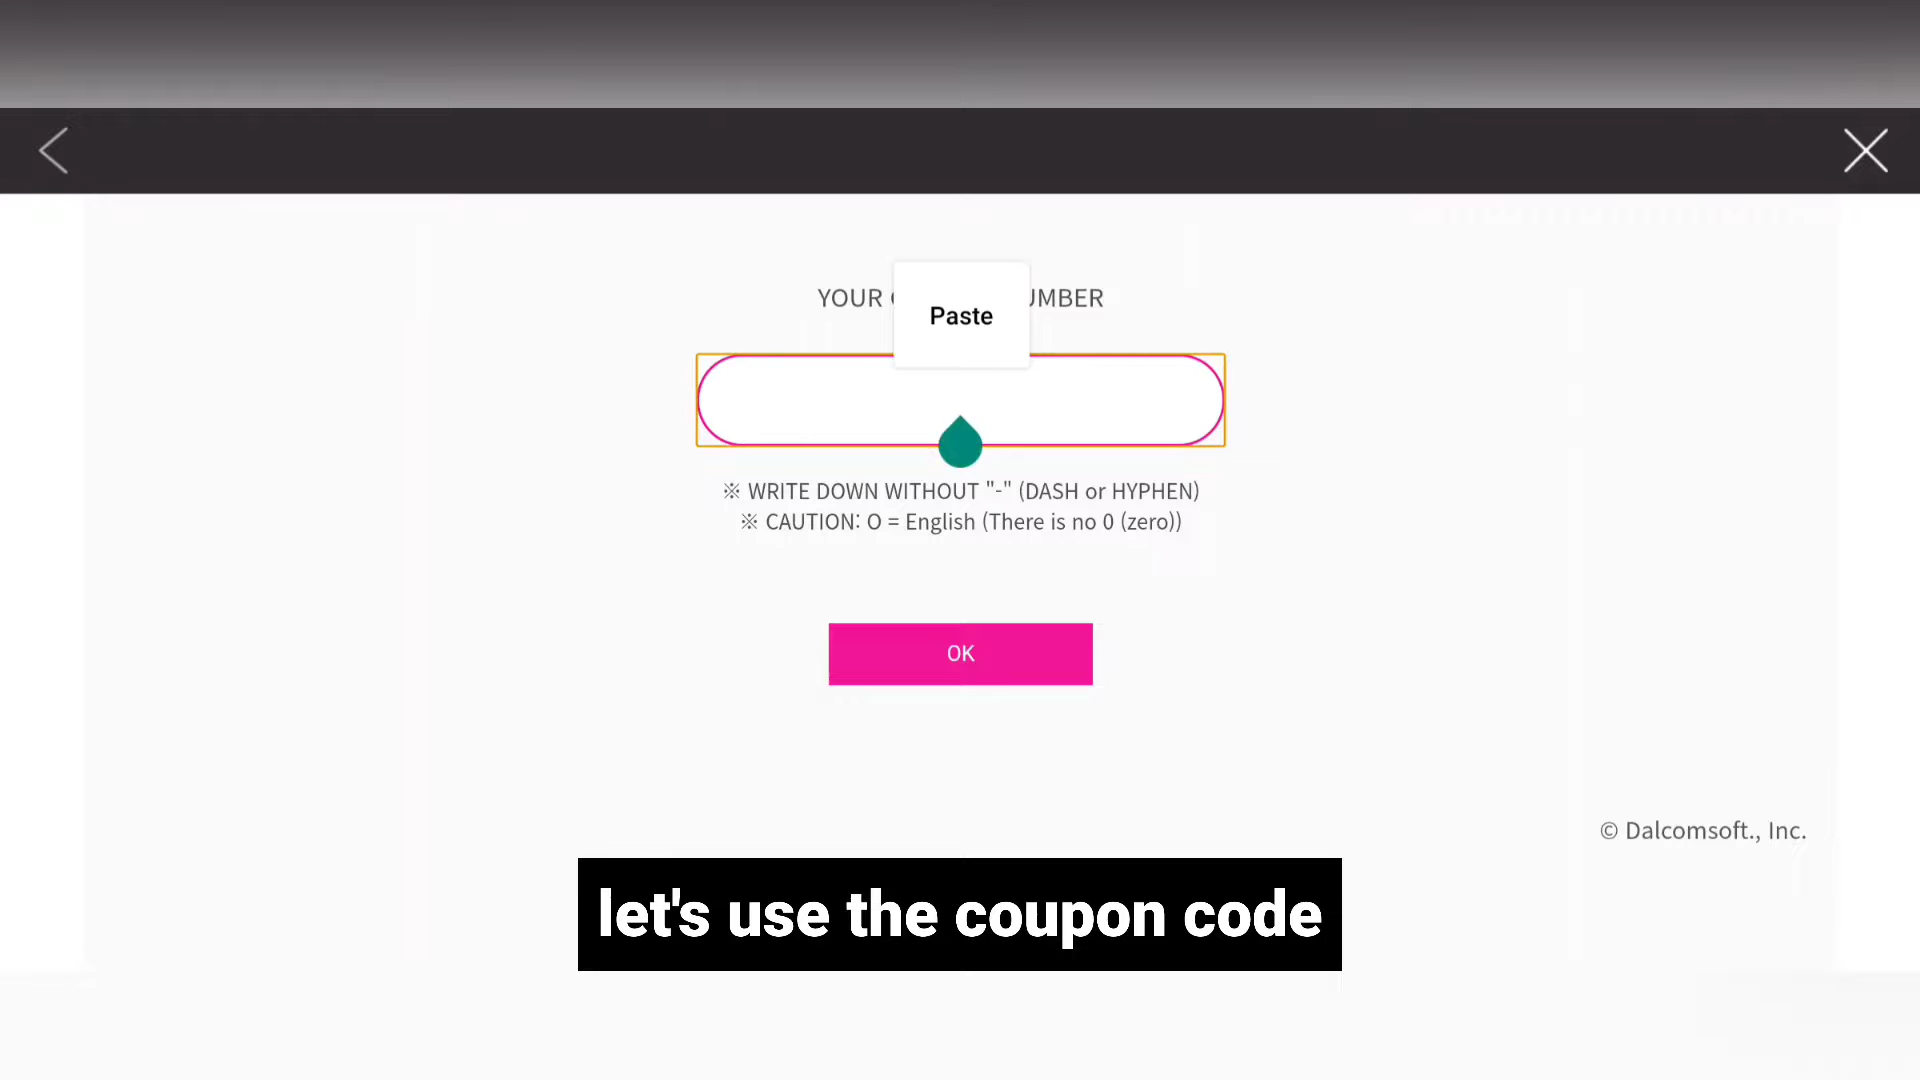 YOUR UMBER
Paste
※ WRITE DOWN WITHOUT "-" (DASH or HYPHEN)
※ CAUTION: O = English (There is no 0 (zero))
OK
© Dalcomsoft., Inc.
let's use the coupon code